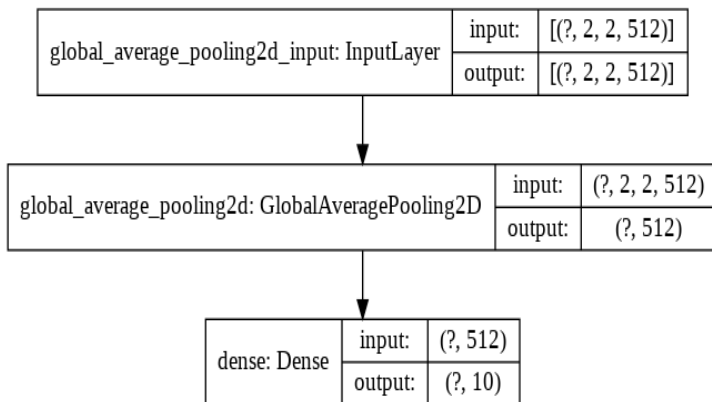 global_average_pooling2d_input: InputLayer
input: [(?, 2, 2, 512)]
output: [(?, 2, 2, 512)]
global_average_pooling2d: GlobalAveragePooling2D
input: (?, 2, 2, 512)
output: (?, 512)
dense: Dense
input: (?, 512)
output: (?, 10)